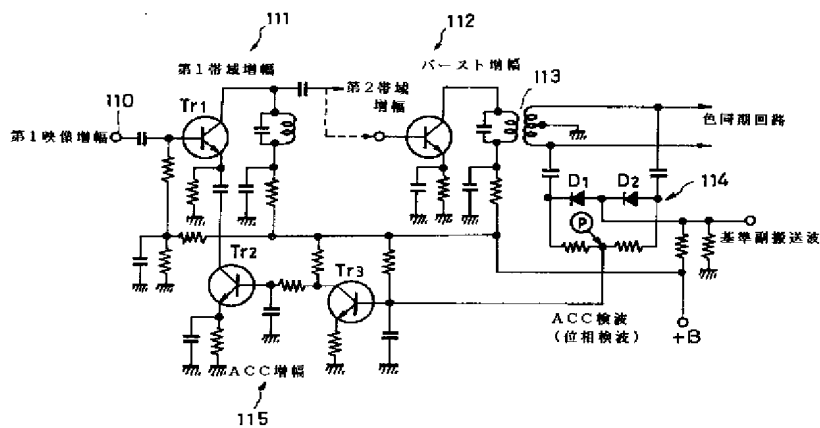 111
112
第1帯域増幅
バースト増幅
110
Tr1
第2帯域
増幅
113
第1映像増幅
色同期回路
D1
D2
114
P
基準副搬送波
Tr2
Tr3
ACC検波
(位相検波)
+B
ACC増幅
115